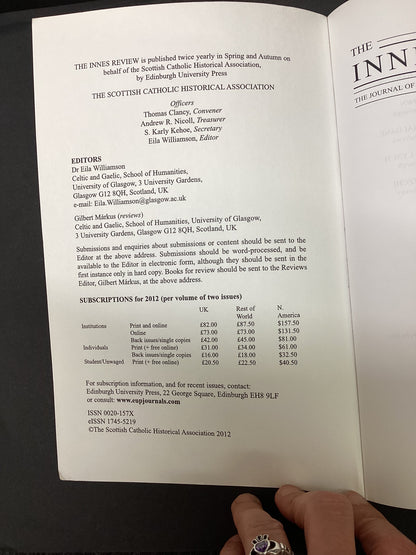 THE INNES REVIEW is published twice yearly in Spring and Autumn on
behalf of the Scottish Catholic Historical Association,
by Edinburgh University Press
THE SCOTTISH CATHOLIC HISTORICAL ASSOCIATION
Officers
Thomas Clancy, Convener
Andrew R. Nicoll, Treasurer
S. Karly Kehoe, Secretary
Eila Williamson, Editor
EDITORS
Dr Eila Williamson
Celtic and Gaelic, School of Humanities,
University of Glasgow, 3 University Gardens,
Glasgow G12 8QH, Scotland, UK
e-mail: Eila.Williamson@glasgow.ac.uk
Gilbert Márkus (reviews)
Celtic and Gaelic, School of Humanities, University of Glasgow,
3 University Gardens, Glasgow G12 8QH, Scotland, UK
Submissions and enquiries about submissions or content should be sent to the
Editor at the above address. Submissions should be word-processed, and be
available to the Editor in electronic form, although they should be sent in the
first instance only in hard copy. Books for review should be sent to the Reviews
Editor, Gilbert Márkus, at the above address.
SUBSCRIPTIONS for 2012 (per volume of two issues)
UK Rest of World N. America
Institutions Print and online £82.00 £87.50 $157.50
Online £73.00 £73.00 $131.50
Back issues/single copies £42.00 £45.00 $81.00
Individuals Print (+ free online) £31.00 £34.00 $61.00
Back issues/single copies £16.00 £18.00 $32.50
Student/Unwaged Print (+ free online) £20.50 £22.50 $40.50
For subscription information, and for recent issues, contact:
Edinburgh University Press, 22 George Square, Edinburgh EH8 9LF
or consult: www.eupjournals.com
ISSN 0020-157X
eISSN 1745-5219
©The Scottish Catholic Historical Association 2012
THE
INNE
THE JOURNAL OF